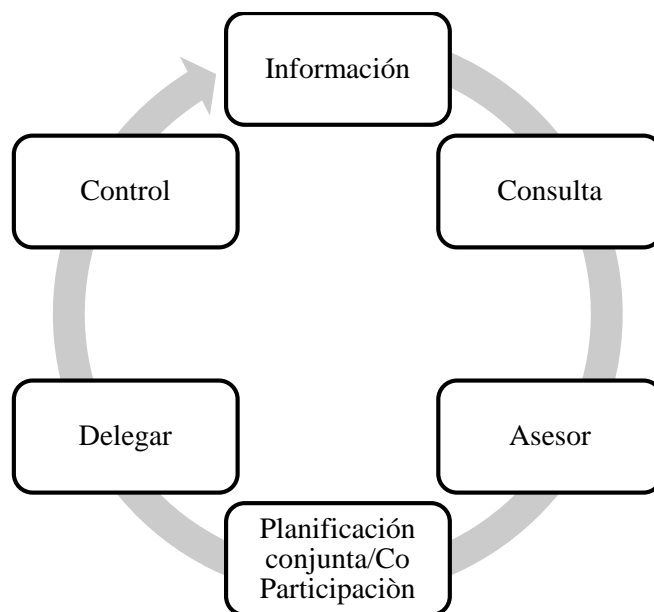 Información
Consulta
Asesor
Planificación
conjunta/Co
Participaciòn
Delegar
Control